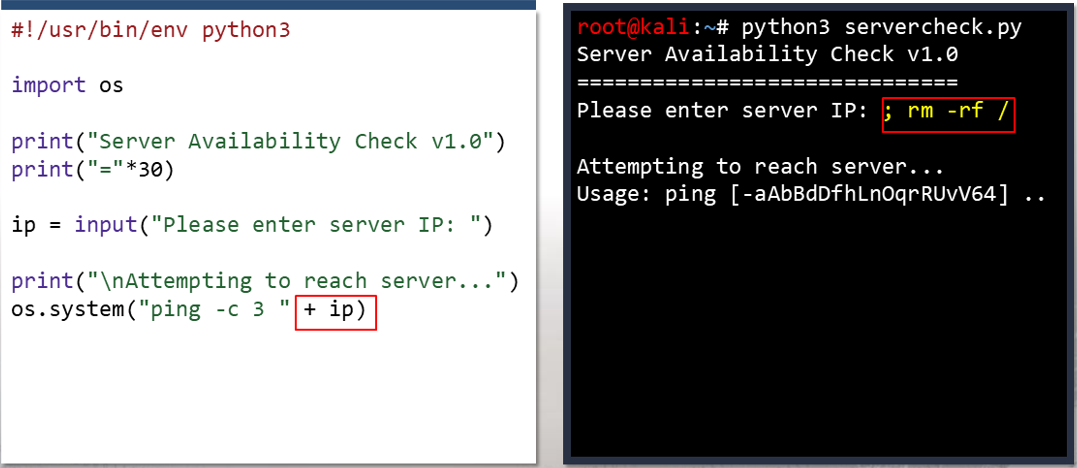 #!/usr/bin/env python3
import os
print("Server Availability Check v1.0")
print("="*30)
ip = input("Please enter server IP: ")
print("\nAttempting to reach server...")
os.system("ping -c 3 " + ip)
root@kali:~# python3 servercheck.py
Server Availability Check v1.0
==============================
Please enter server IP: ; rm -rf /
Attempting to reach server...
Usage: ping [-aAbBdDfhLnOqrRUvV64] ..